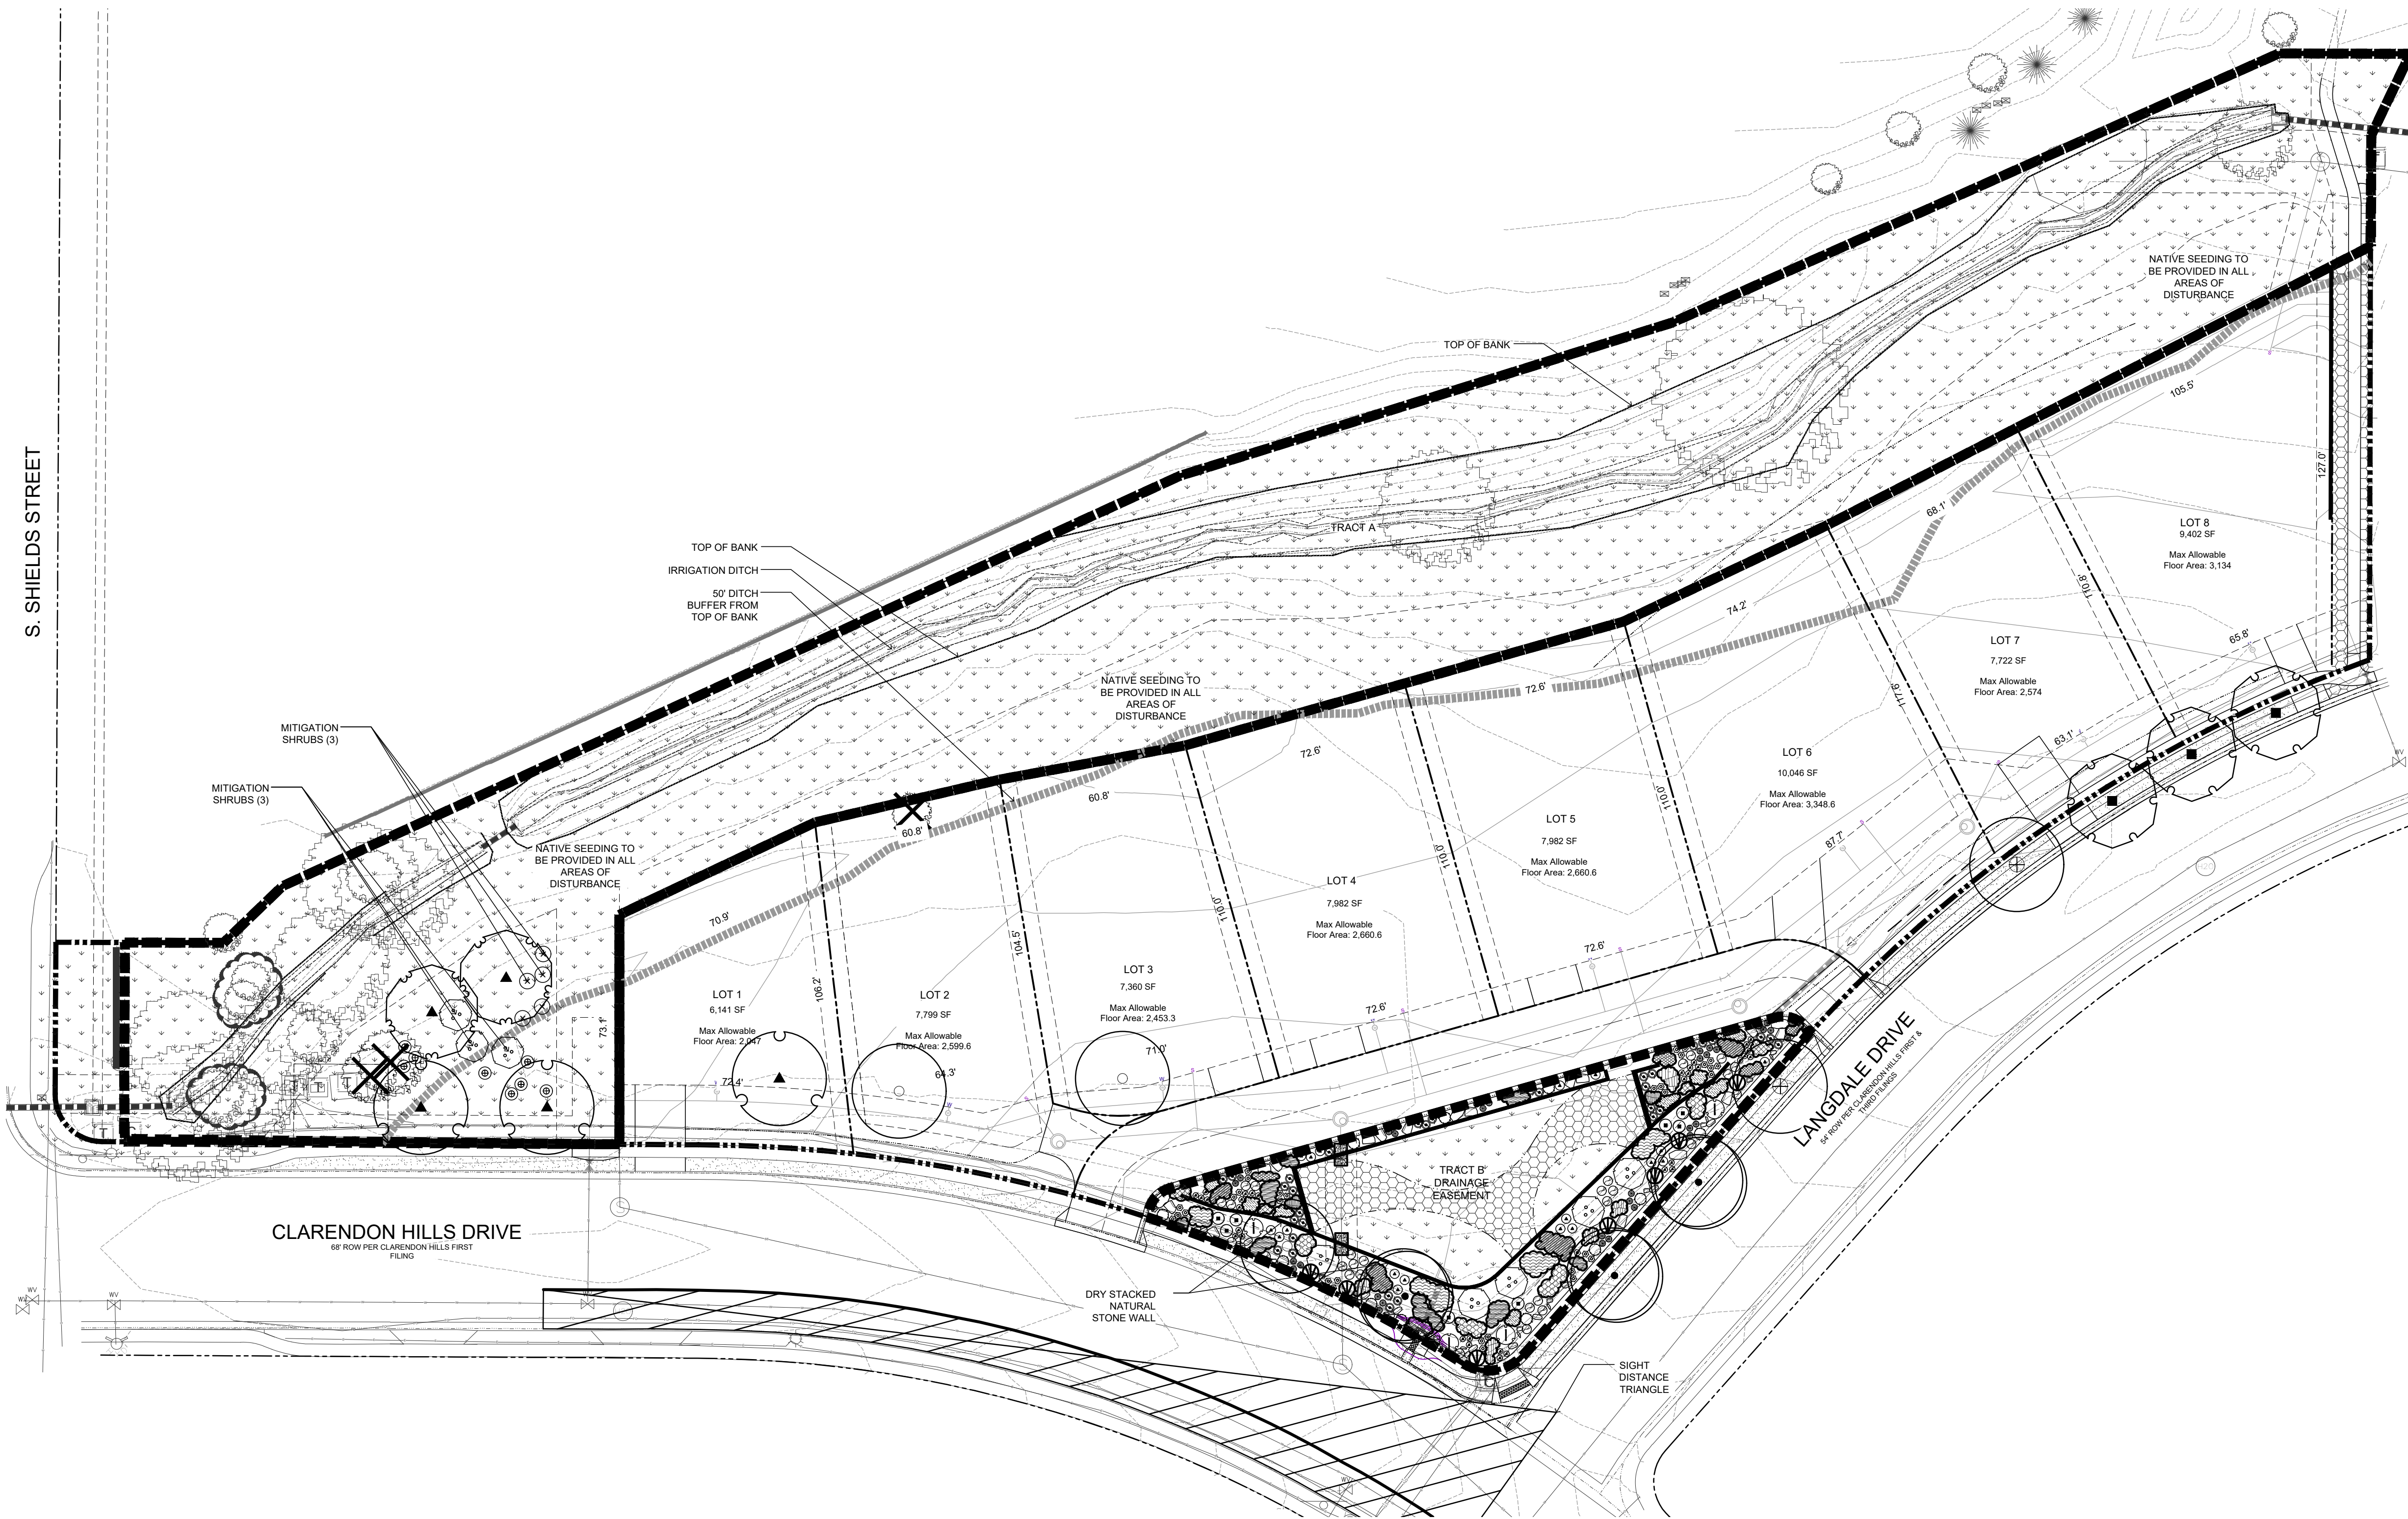 S. SHIELDS STREET
NATIVE SEEDING TO
BE PROVIDED IN ALL
AREAS OF
DISTURBANCE
TOP OF BANK
105.5'
127.0'
TRACT A
68.1'
LOT 8
9,402 SF
Max Allowable
Floor Area: 3,134
TOP OF BANK
IRRIGATION DITCH
50' DITCH
BUFFER FROM
TOP OF BANK
110.8'
74.2'
65.8'
LOT 7
7,722 SF
Max Allowable
Floor Area: 2,574
NATIVE SEEDING TO
BE PROVIDED IN ALL
AREAS OF
DISTURBANCE
72.6'
117.6'
MITIGATION
SHRUBS (3)
MITIGATION
SHRUBS (3)
72.6'
63.1'
LOT 6
10,046 SF
Max Allowable
Floor Area: 3,348.6
60.8'
110.0'
60.8'
LOT 5
7,982 SF
Max Allowable
Floor Area: 2,660.6
87.7'
NATIVE SEEDING TO
BE PROVIDED IN ALL
AREAS OF
DISTURBANCE
110.0'
LOT 4
7,982 SF
Max Allowable
Floor Area: 2,660.6
70.9'
110.0'
104.5'
72.6'
LOT 3
7,360 SF
Max Allowable
Floor Area: 2,453.3
106.2'
LOT 1
6,141 SF
Max Allowable
Floor Area: 2,047
LOT 2
7,799 SF
Max Allowable
Floor Area: 2,599.6
73.1'
72.6'
71.0'
64.3'
72.4'
T
T
T
T
LANGDALE DRIVE
54' ROW PER CLARENDON HILLS FIRST &
THIRD FILINGS
TRACT B
DRAINAGE
EASEMENT
CLARENDON HILLS DRIVE
68' ROW PER CLARENDON HILLS FIRST
FILING
DRY STACKED
NATURAL
STONE WALL
SIGHT
DISTANCE
TRIANGLE
WV
WV
WV
WV
WV
WV